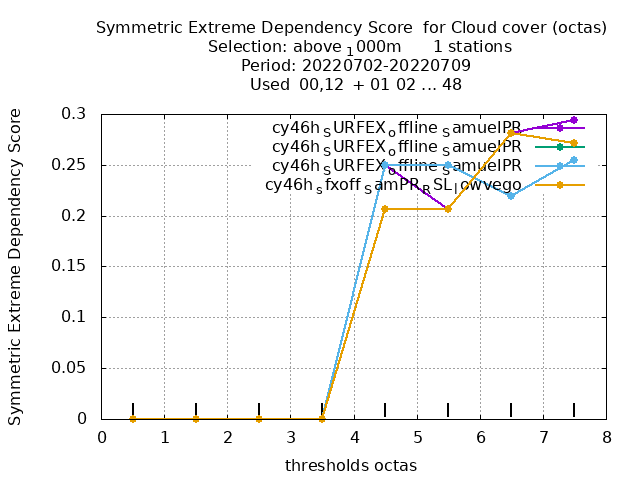 Symmetric Extreme Dependency Score for Cloud cover (octas)
Selection: above 1000m 1 stations
Period: 20220702-20220709
Used 00,12 + 01 02 ... 48
Symmetric Extreme Dependency Score
0.3
0.25
0.2
0.15
0.1
0.05
0
cy46h SURFEX offline SamuelPR
cy46h SURFEX offline SamuelPR
cy46h SURFEX offline SamuelPR
cy46h sfxoff SamPR RSL lowvego
0 1 2 3 4 5 6 7 8
thresholds octas